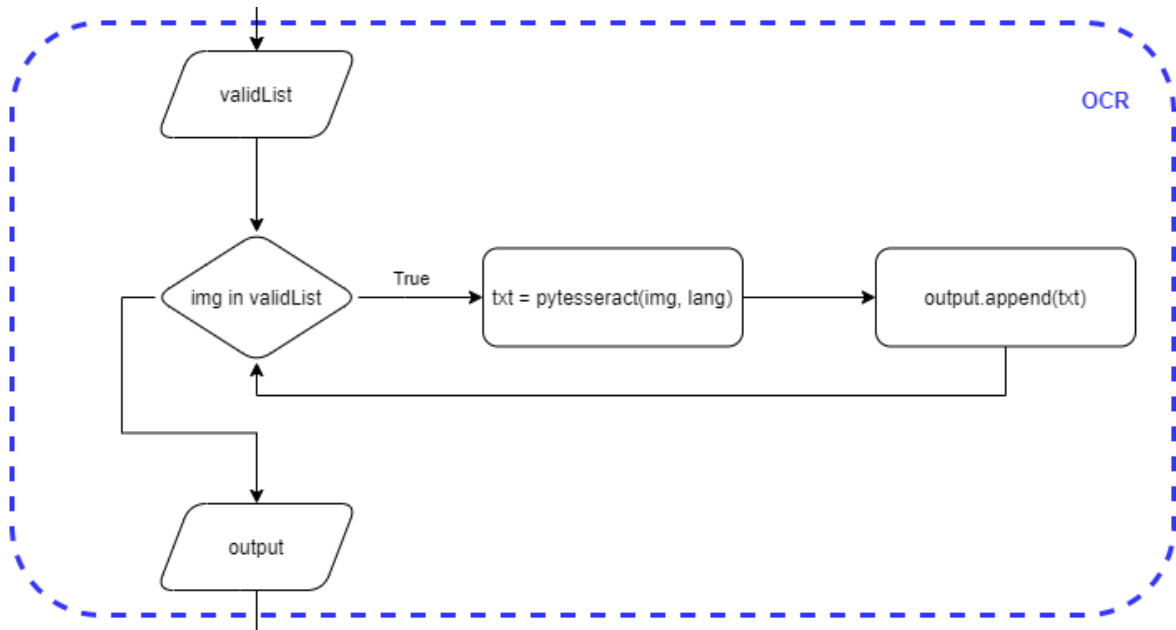 validList
OCR
img in validList
True
txt = pytesseract(img, lang)
output.append(txt)
output